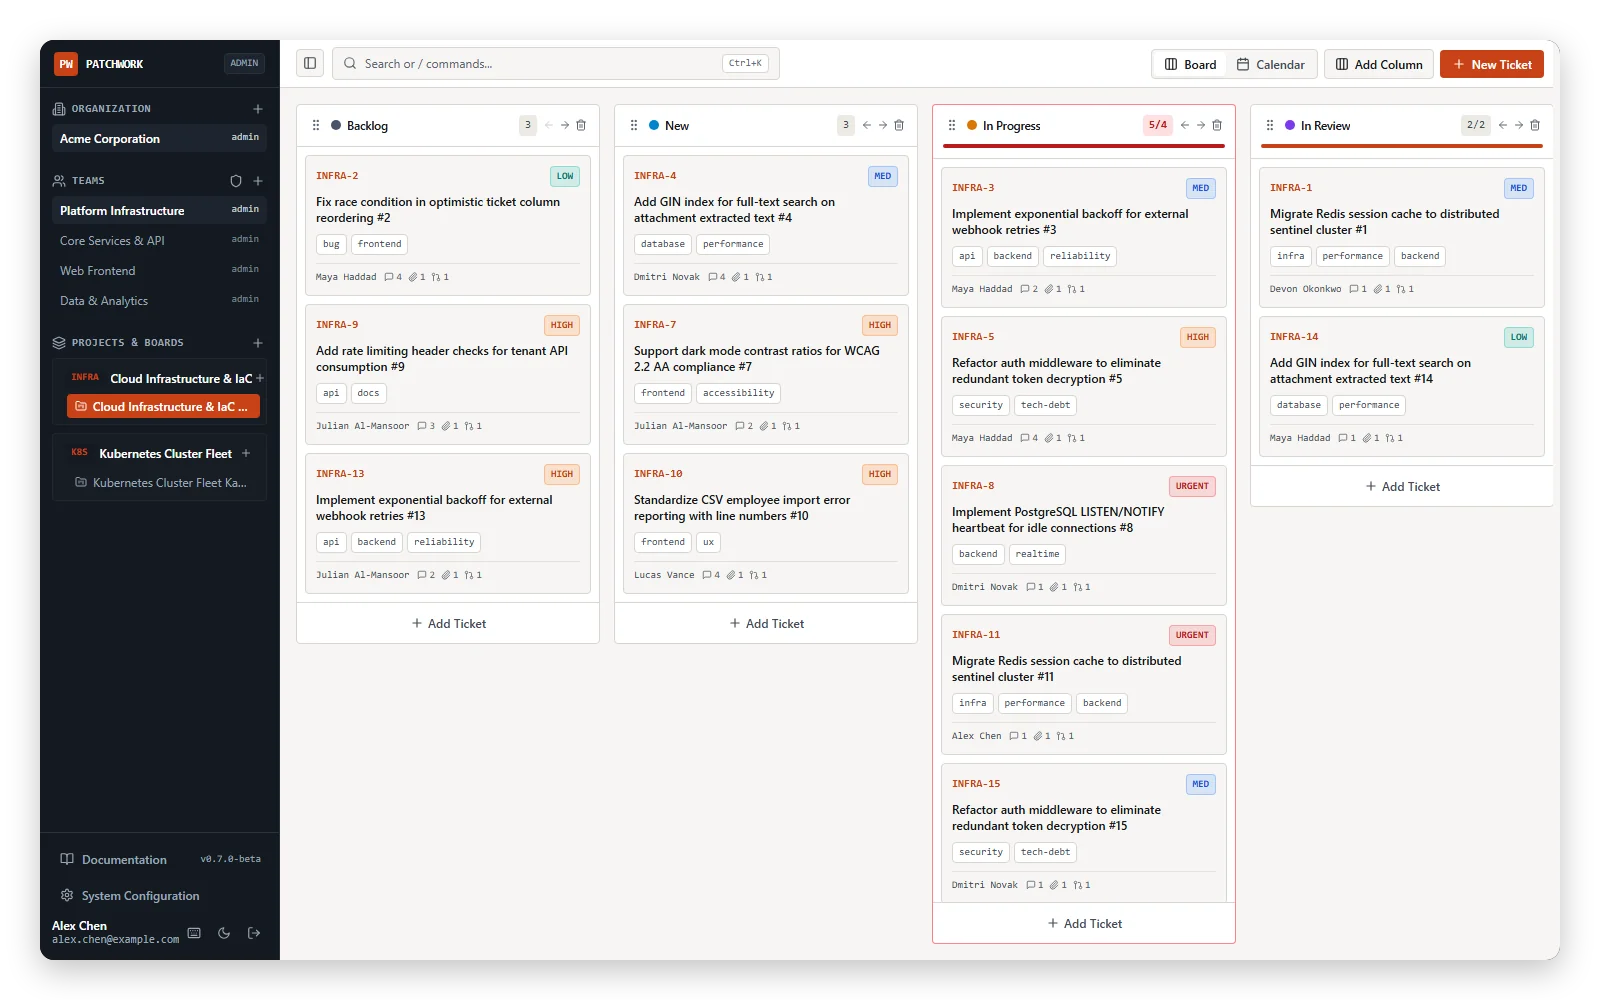 PW PATCHWORK ADMIN
ORGANIZATION
Acme Corporation admin
TEAMS
Platform Infrastructure admin
Core Services & API admin
Web Frontend admin
Data & Analytics admin
PROJECTS & BOARDS
INFRA Cloud Infrastructure & IaC
Cloud Infrastructure & IaC ...
KBS Kubernetes Cluster Fleet
Kubernetes Cluster Fleet Ka...
Documentation v0.7.0-beta
System Configuration
Alex Chen
alex.chen@example.com
Search or / commands... Ctrl+K
Board Calendar Add Column New Ticket
Backlog 3
INFRA-2 LOW
Fix race condition in optimistic ticket column
reordering #2
bug frontend
Maya Haddad 4 1 1
INFRA-9 HIGH
Add rate limiting header checks for tenant API
consumption #9
api docs
Julian Al-Mansoor 3 1 1
INFRA-13 HIGH
Implement exponential backoff for external
webhook retries #13
api backend reliability
Julian Al-Mansoor 2 1 1
Add Ticket
New 3
INFRA-4 MED
Add GIN index for full-text search on
attachment extracted text #4
database performance
Dmitri Novak 4 1 1
INFRA-7 HIGH
Support dark mode contrast ratios for WCAG
2.2 AA compliance #7
frontend accessibility
Julian Al-Mansoor 2 1 1
INFRA-10 HIGH
Standardize CSV employee import error
reporting with line numbers #10
frontend ux
Lucas Vance 4 1 1
Add Ticket
In Progress 5/4
INFRA-3 MED
Implement exponential backoff for external
webhook retries #3
api backend reliability
Maya Haddad 2 1 1
INFRA-5 HIGH
Refactor auth middleware to eliminate
redundant token decryption #5
security tech-debt
Maya Haddad 4 1 1
INFRA-8 URGENT
Implement PostgreSQL LISTEN/NOTIFY
heartbeat for idle connections #8
backend realtime
Dmitri Novak 1 1 1
INFRA-11 URGENT
Migrate Redis session cache to distributed
sentinel cluster #11
infra performance backend
Alex Chen 1 1 1
INFRA-15 MED
Refactor auth middleware to eliminate
redundant token decryption #15
security tech-debt
Dmitri Novak 1 1 1
Add Ticket
In Review 2/2
INFRA-1 MED
Migrate Redis session cache to distributed
sentinel cluster #1
infra performance backend
Devon Okonkwo 1 1 1
INFRA-14 LOW
Add GIN index for full-text search on
attachment extracted text #14
database performance
Maya Haddad 1 1 1
Add Ticket